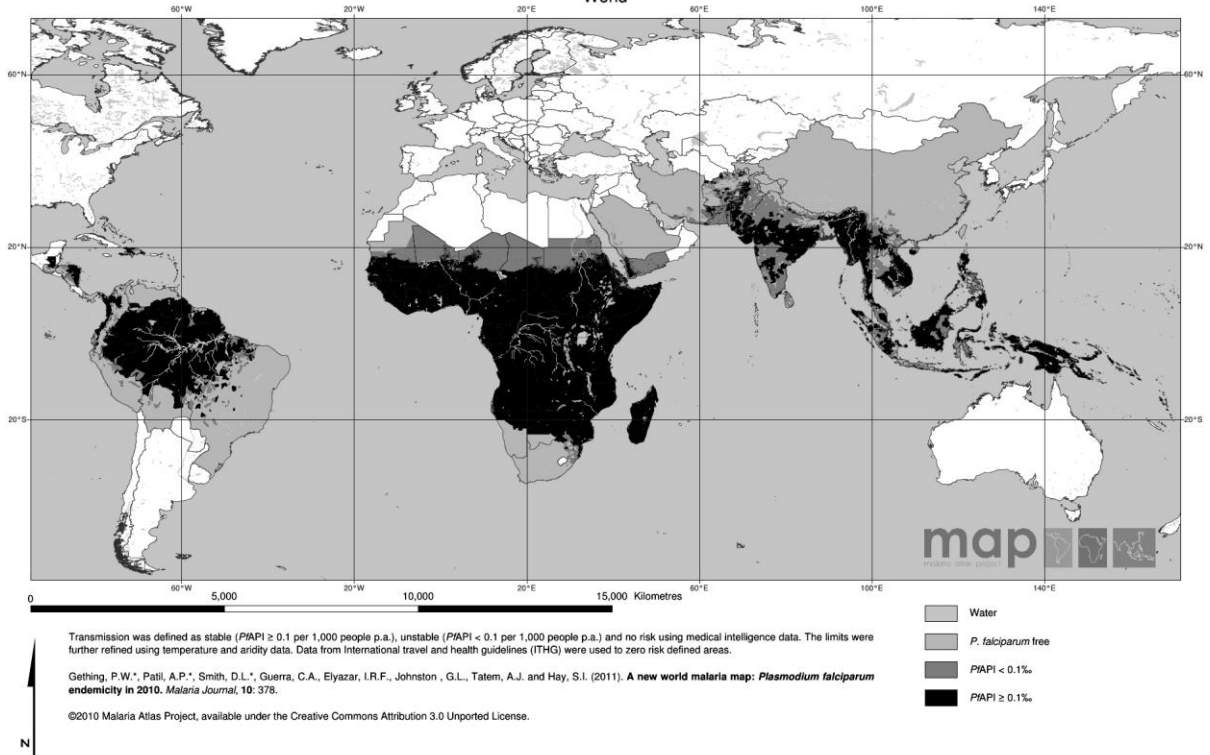 World
60°W
20°W
20°E
60°E
100°E
140°E
60°N
60°N
20°N
20°N
20°S
20°S
map
malaria atlas project
60°W
20°W
20°E
60°E
100°E
140°E
0
5,000
10,000
15,000 Kilometres
Transmission was defined as stable (PfAPI ≥ 0.1 per 1,000 people p.a.), unstable (PfAPI < 0.1 per 1,000 people p.a.) and no risk using medical intelligence data. The limits were
further refined using temperature and aridity data. Data from International travel and health guidelines (ITHG) were used to zero risk defined areas.
Gething, P.W.*, Patil, A.P.*, Smith, D.L.*, Guerra, C.A., Elyazar, I.R.F., Johnston , G.L., Tatem, A.J. and Hay, S.I. (2011). A new world malaria map: Plasmodium falciparum
endemicity in 2010. Malaria Journal, 10: 378.
©2010 Malaria Atlas Project, available under the Creative Commons Attribution 3.0 Unported License.
N
Water
P. falciparum free
PfAPI < 0.1‰
PfAPI ≥ 0.1‰